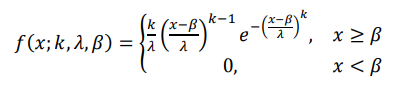 f(x; k, λ, β) = { k/λ ((x−β)/λ)^(k−1) e^(−((x−β)/λ)^k), x ≥ β
0, x < β